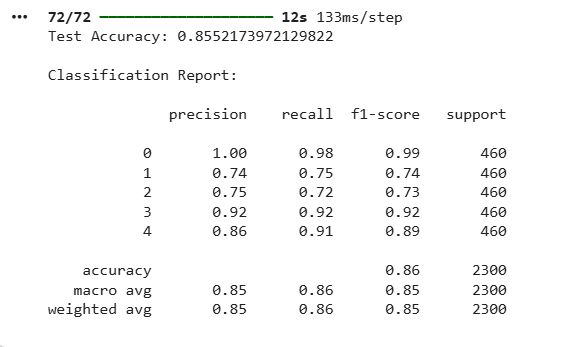 72/72 ━━━━━━━━━━━━━━━━━━━━ 12s 133ms/step
Test Accuracy: 0.8552173972129822
Classification Report:
precision recall f1-score support
0 1.00 0.98 0.99 460
1 0.74 0.75 0.74 460
2 0.75 0.72 0.73 460
3 0.92 0.92 0.92 460
4 0.86 0.91 0.89 460
accuracy 0.86 2300
macro avg 0.85 0.86 0.85 2300
weighted avg 0.85 0.86 0.85 2300